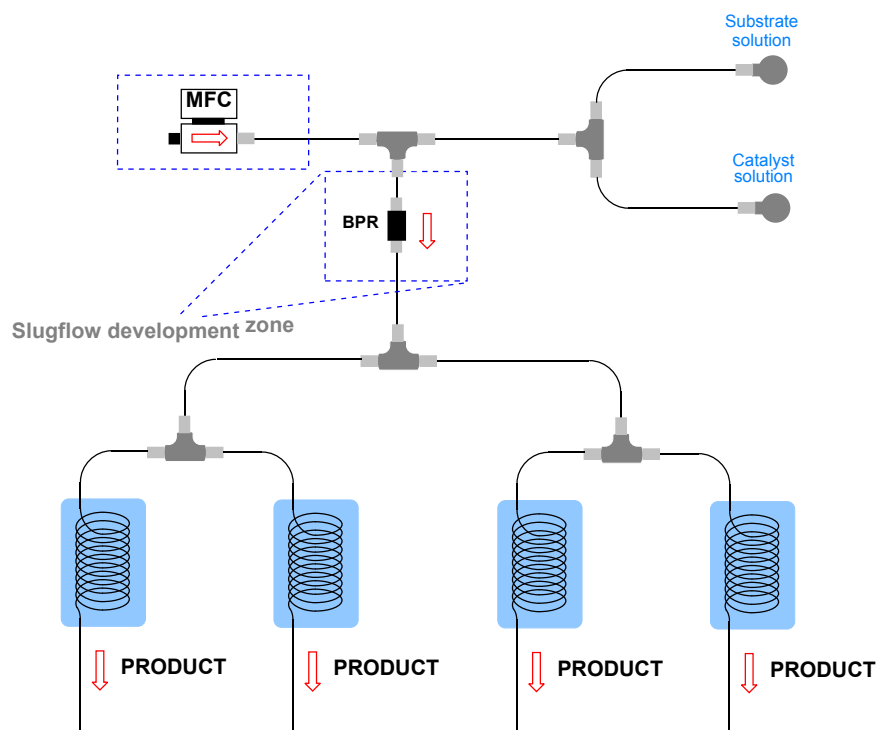 Substrate
solution
MFC
Catalyst
solution
BPR
Slugflow development zone
PRODUCT
PRODUCT
PRODUCT
PRODUCT